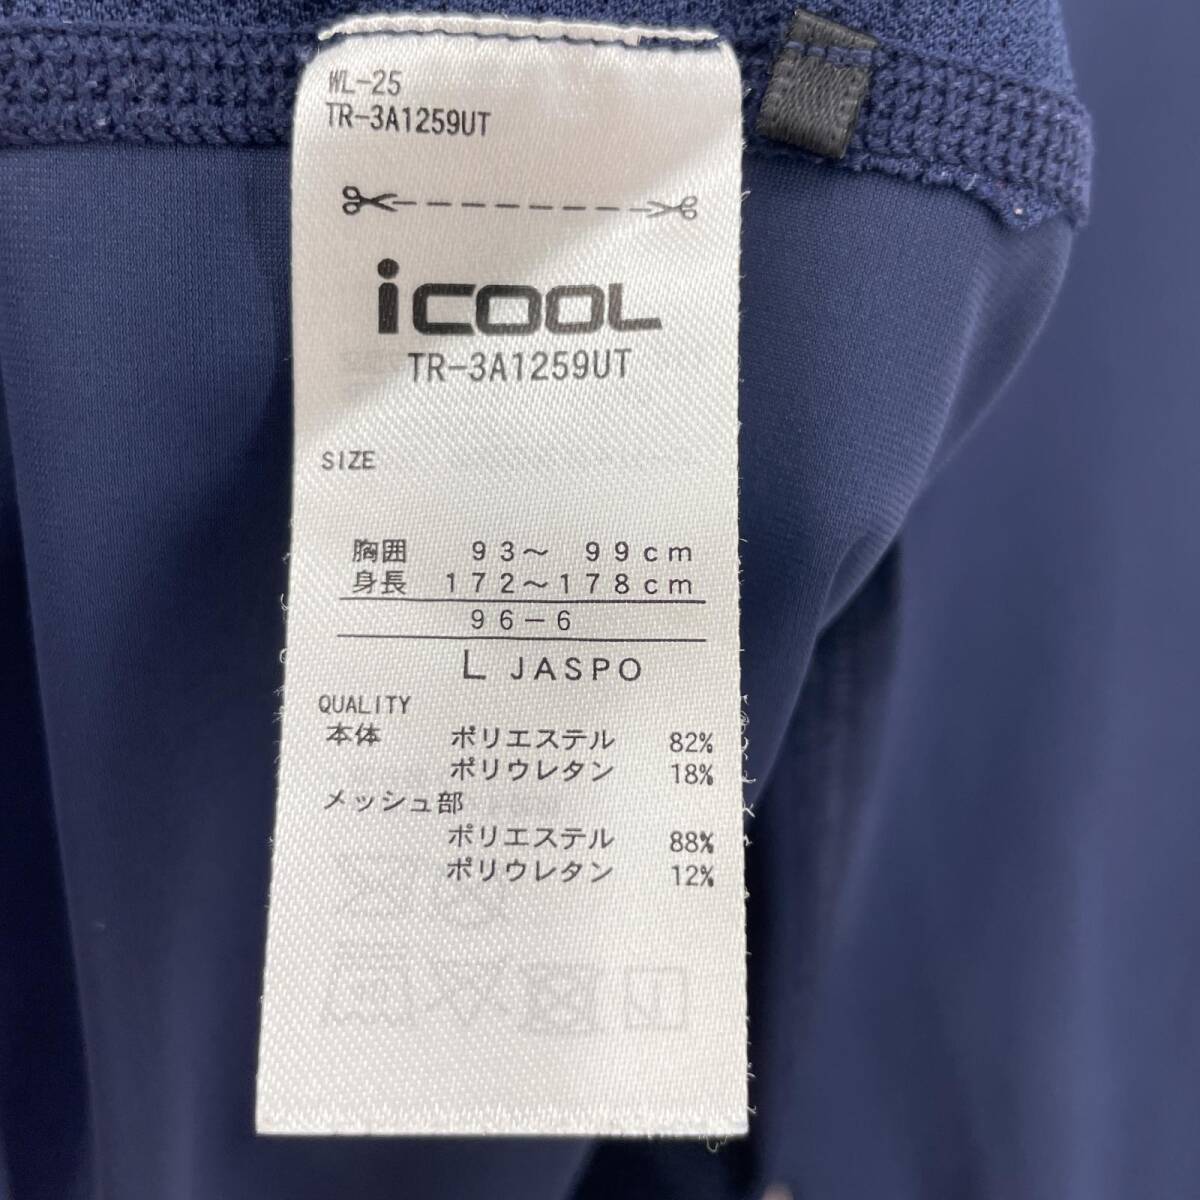 WL-25
TR-3A1259UT
iCOOL
TR-3A1259UT
SIZE
胸囲 93～ 99cm
身長 172～178cm
96-6
L JASPO
QUALITY
本体 ポリエステル 82%
ポリウレタン 18%
メッシュ部
ポリエステル 88%
ポリウレタン 12%